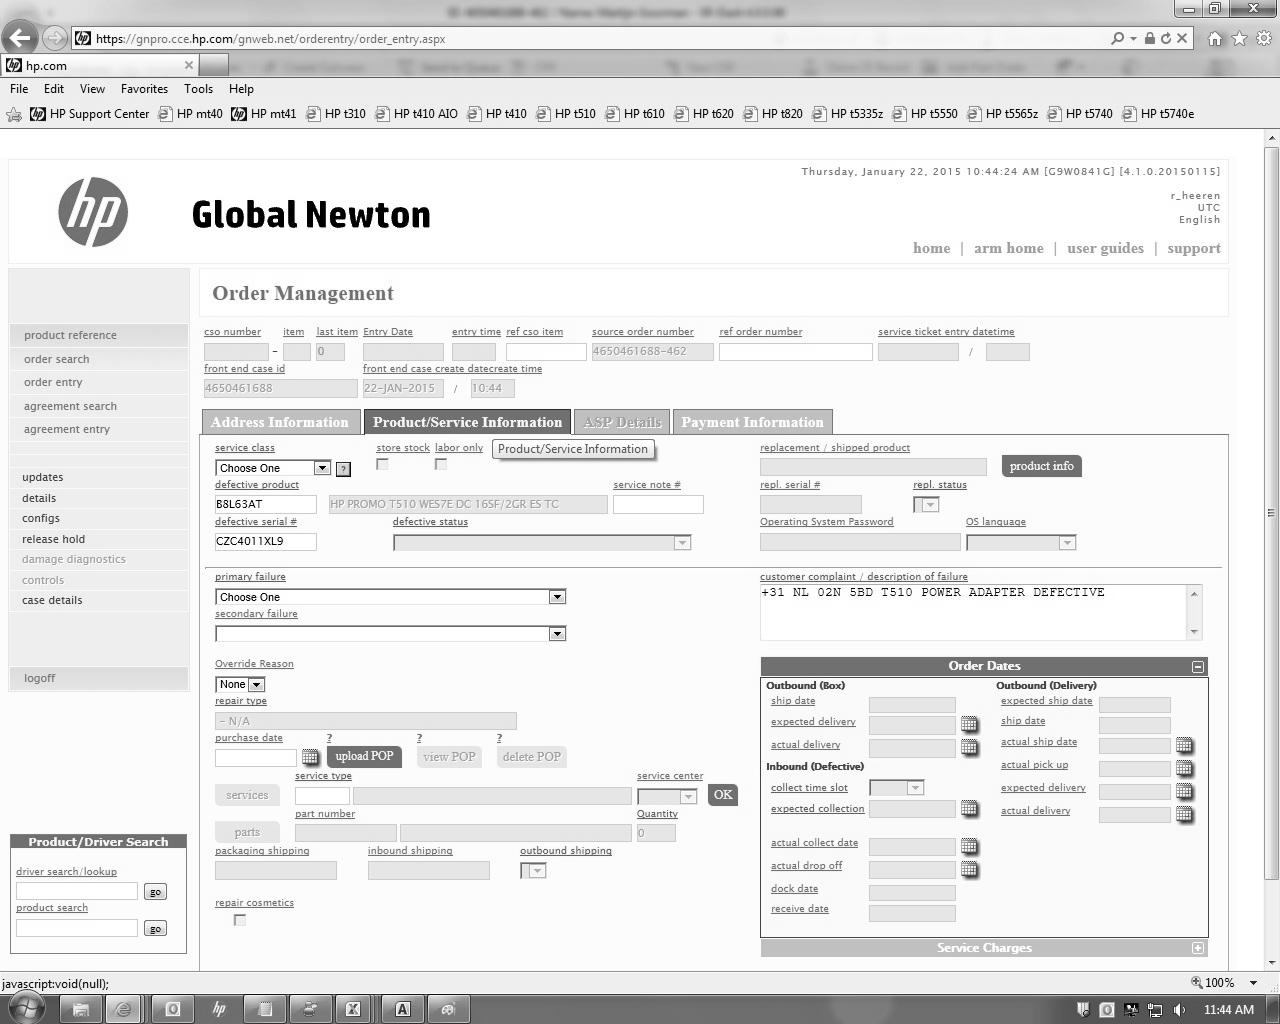 https://gnpro.cce.hp.com/gnweb.net/orderentry/order_entry.aspx
hp.com
File Edit View Favorites Tools Help
HP Support Center HP mt40 HP mt41 HP t310 HP t410 AIO HP t410 HP t510 HP t610 HP t620 HP t820 HP t5335z HP t5550 HP t5565z HP t5740 HP t5740e
Thursday, January 22, 2015 10:44:24 AM [G9W0841G] [4.1.0.20150115]
r_heeren
UTC
English
hp Global Newton
home | arm home | user guides | support
Order Management
product reference
order search
order entry
agreement search
agreement entry
updates
details
configs
release hold
damage diagnostics
controls
case details
logoff
Product/Driver Search
driver search/lookup
go
product search
go
cso number item last item Entry Date entry time ref cso item source order number ref order number service ticket entry datetime
- 0 4650461688-462 /
front end case id front end case create datecreate time
4650461688 22-JAN-2015 / 10:44
Address Information Product/Service Information ASP Details Payment Information
service class store stock labor only Product/Service Information replacement / shipped product
Choose One ? product info
defective product service note # repl. serial # repl. status
B8L63AT HP PROMO T510 WES7E DC 16SF/2GR ES TC
defective serial # defective status Operating System Password OS language
CZC4011XL9
primary failure customer complaint / description of failure
Choose One +31 NL 02N 5BD T510 POWER ADAPTER DEFECTIVE
secondary failure
Override Reason
None
repair type
- N/A
purchase date ? ? ?
upload POP view POP delete POP
service type service center
services OK
part number Quantity
parts 0
packaging shipping inbound shipping outbound shipping
repair cosmetics
Order Dates
Outbound (Box)
ship date
expected delivery
actual delivery
Inbound (Defective)
collect time slot
expected collection
actual collect date
actual drop off
dock date
receive date
Outbound (Delivery)
expected ship date
ship date
actual ship date
actual pick up
expected delivery
actual delivery
Service Charges
javascript:void(null);
100%
11:44 AM